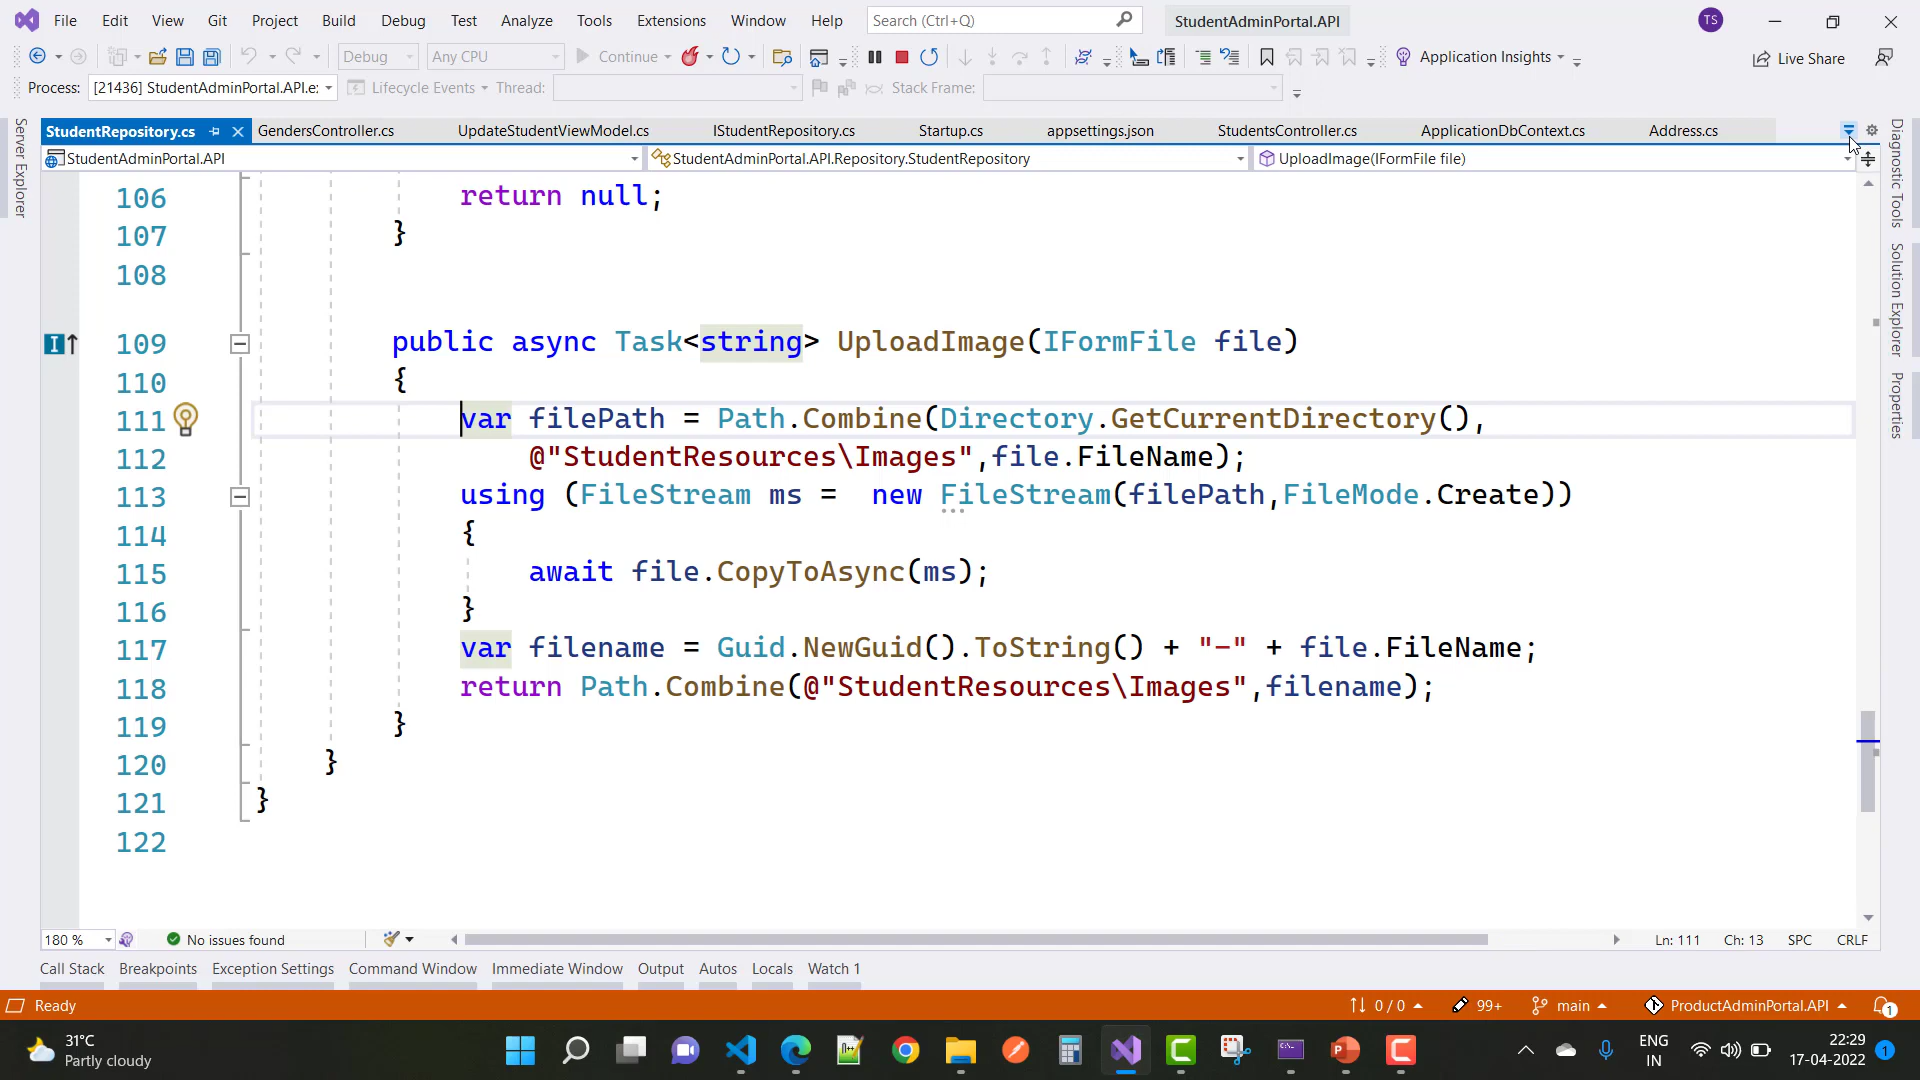 File Edit View Git Project Build Debug Test Analyze Tools Extensions Window Help Search (Ctrl+Q) StudentAdminPortal.API TS
Debug Any CPU Continue Application Insights Live Share
Process: [21436] StudentAdminPortal.API.e: Lifecycle Events Thread: Stack Frame:
StudentRepository.cs GendersController.cs UpdateStudentViewModel.cs IStudentRepository.cs Startup.cs appsettings.json StudentsController.cs ApplicationDbContext.cs Address.cs
StudentAdminPortal.API StudentAdminPortal.API.Repository.StudentRepository UploadImage(IFormFile file)
Server Explorer
Diagnostic Tools
Solution Explorer
Properties
106 return null;
107 }
108
109 public async Task<string> UploadImage(IFormFile file)
110 {
111 var filePath = Path.Combine(Directory.GetCurrentDirectory(),
112 @"StudentResources\Images",file.FileName);
113 using (FileStream ms =  new FileStream(filePath,FileMode.Create))
114 {
115 await file.CopyToAsync(ms);
116 }
117 var filename = Guid.NewGuid().ToString() + "-" + file.FileName;
118 return Path.Combine(@"StudentResources\Images",filename);
119 }
120 }
121 }
122
180 % No issues found Ln: 111 Ch: 13 SPC CRLF
Call Stack Breakpoints Exception Settings Command Window Immediate Window Output Autos Locals Watch 1
Ready 0 / 0 99+ main ProductAdminPortal.API 1
31°C
Partly cloudy
ENG
IN
22:29
17-04-2022
1